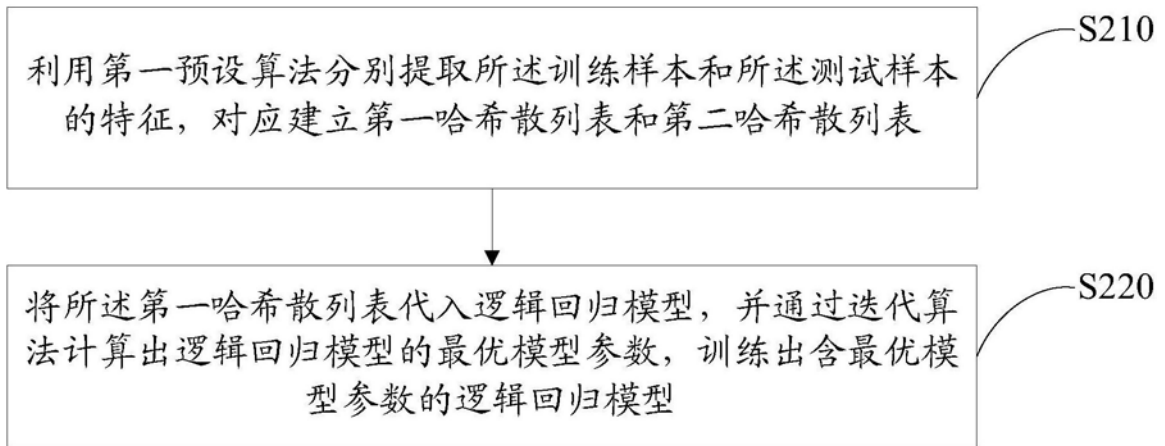 S210
利用第一预设算法分别提取所述训练样本和所述测试样本
的特征，对应建立第一哈希散列表和第二哈希散列表
S220
将所述第一哈希散列表代入逻辑回归模型，并通过迭代算
法计算出逻辑回归模型的最优模型参数，训练出含最优模
型参数的逻辑回归模型